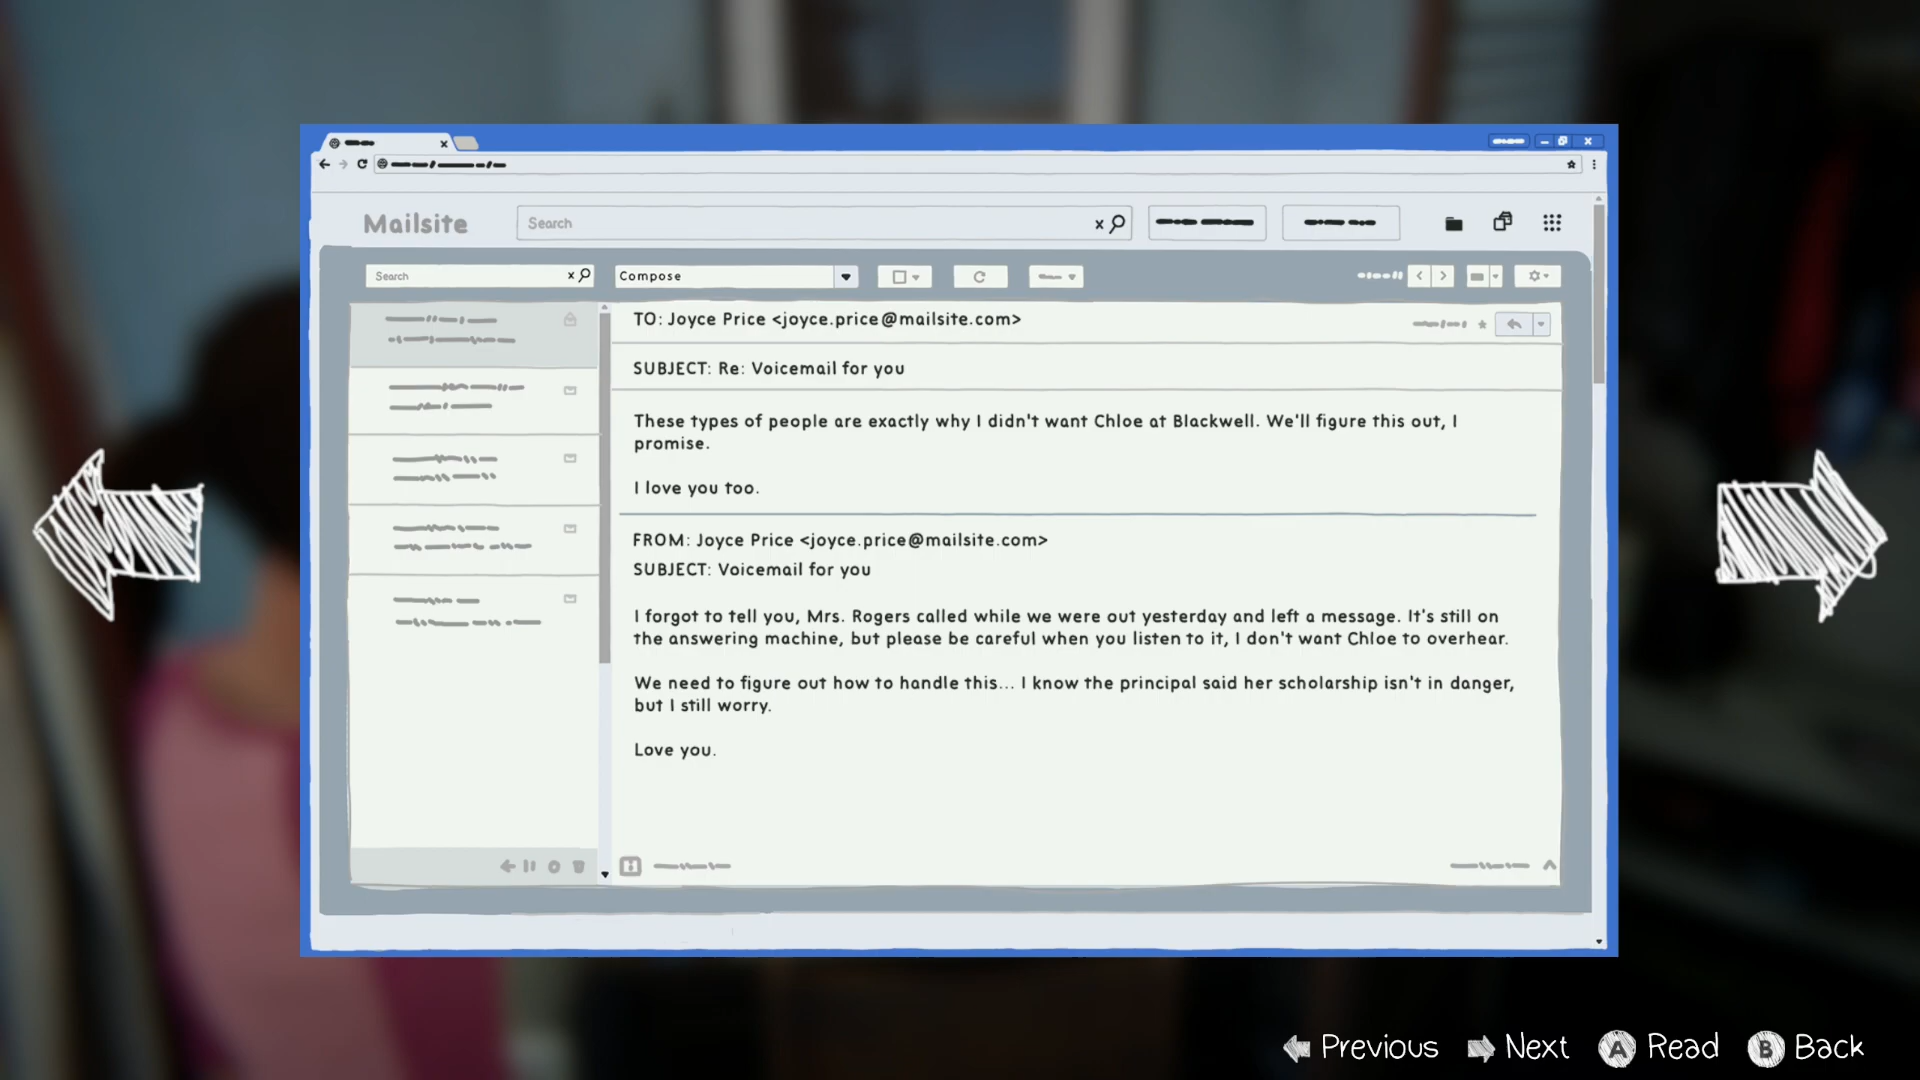 Mailsite
Search
x
Search
x
Compose
TO: Joyce Price <joyce.price@mailsite.com>
SUBJECT: Re: Voicemail for you
These types of people are exactly why I didn't want Chloe at Blackwell. We'll figure this out, I
promise.
I love you too.
FROM: Joyce Price <joyce.price@mailsite.com>
SUBJECT: Voicemail for you
I forgot to tell you, Mrs. Rogers called while we were out yesterday and left a message. It's still on
the answering machine, but please be careful when you listen to it, I don't want Chloe to overhear.
We need to figure out how to handle this... I know the principal said her scholarship isn't in danger,
but I still worry.
Love you.
Previous
Next
A Read
B Back